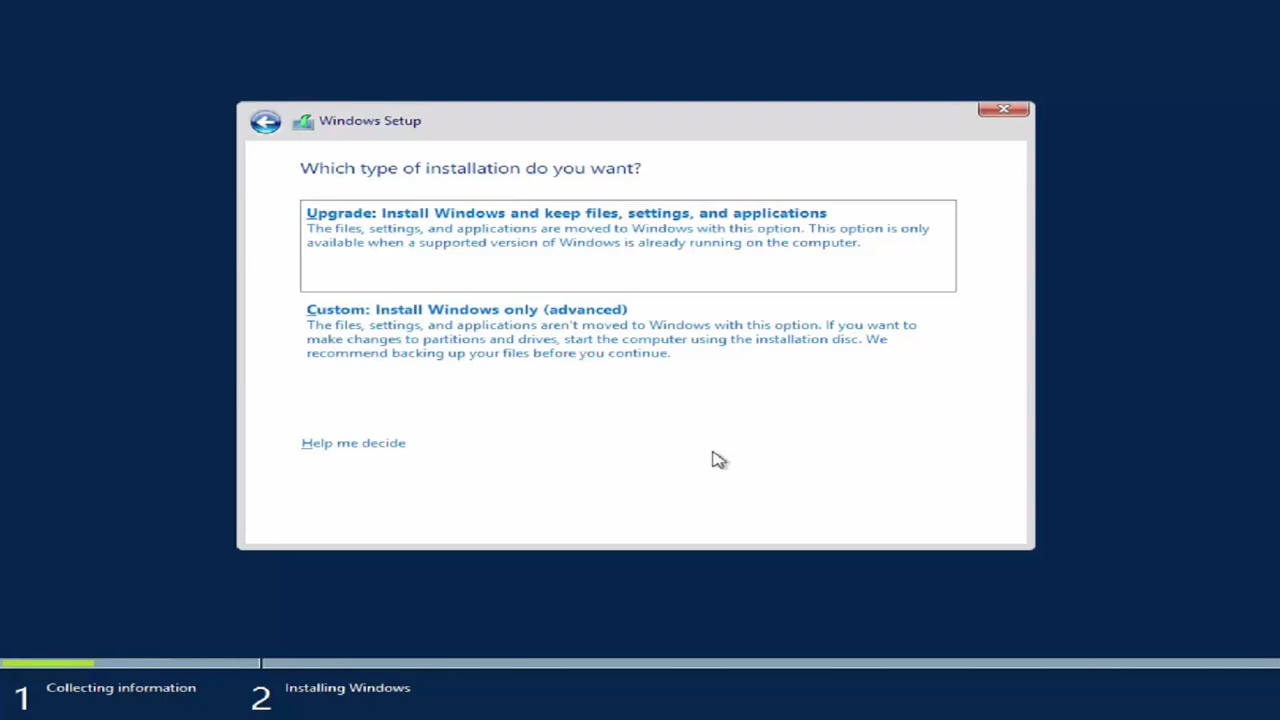 Windows Setup
Which type of installation do you want?
Upgrade: Install Windows and keep files, settings, and applications
The files, settings, and applications are moved to Windows with this option. This option is only
available when a supported version of Windows is already running on the computer.
Custom: Install Windows only (advanced)
The files, settings, and applications aren't moved to Windows with this option. If you want to
make changes to partitions and drives, start the computer using the installation disc. We
recommend backing up your files before you continue.
Help me decide
1 Collecting information
2 Installing Windows